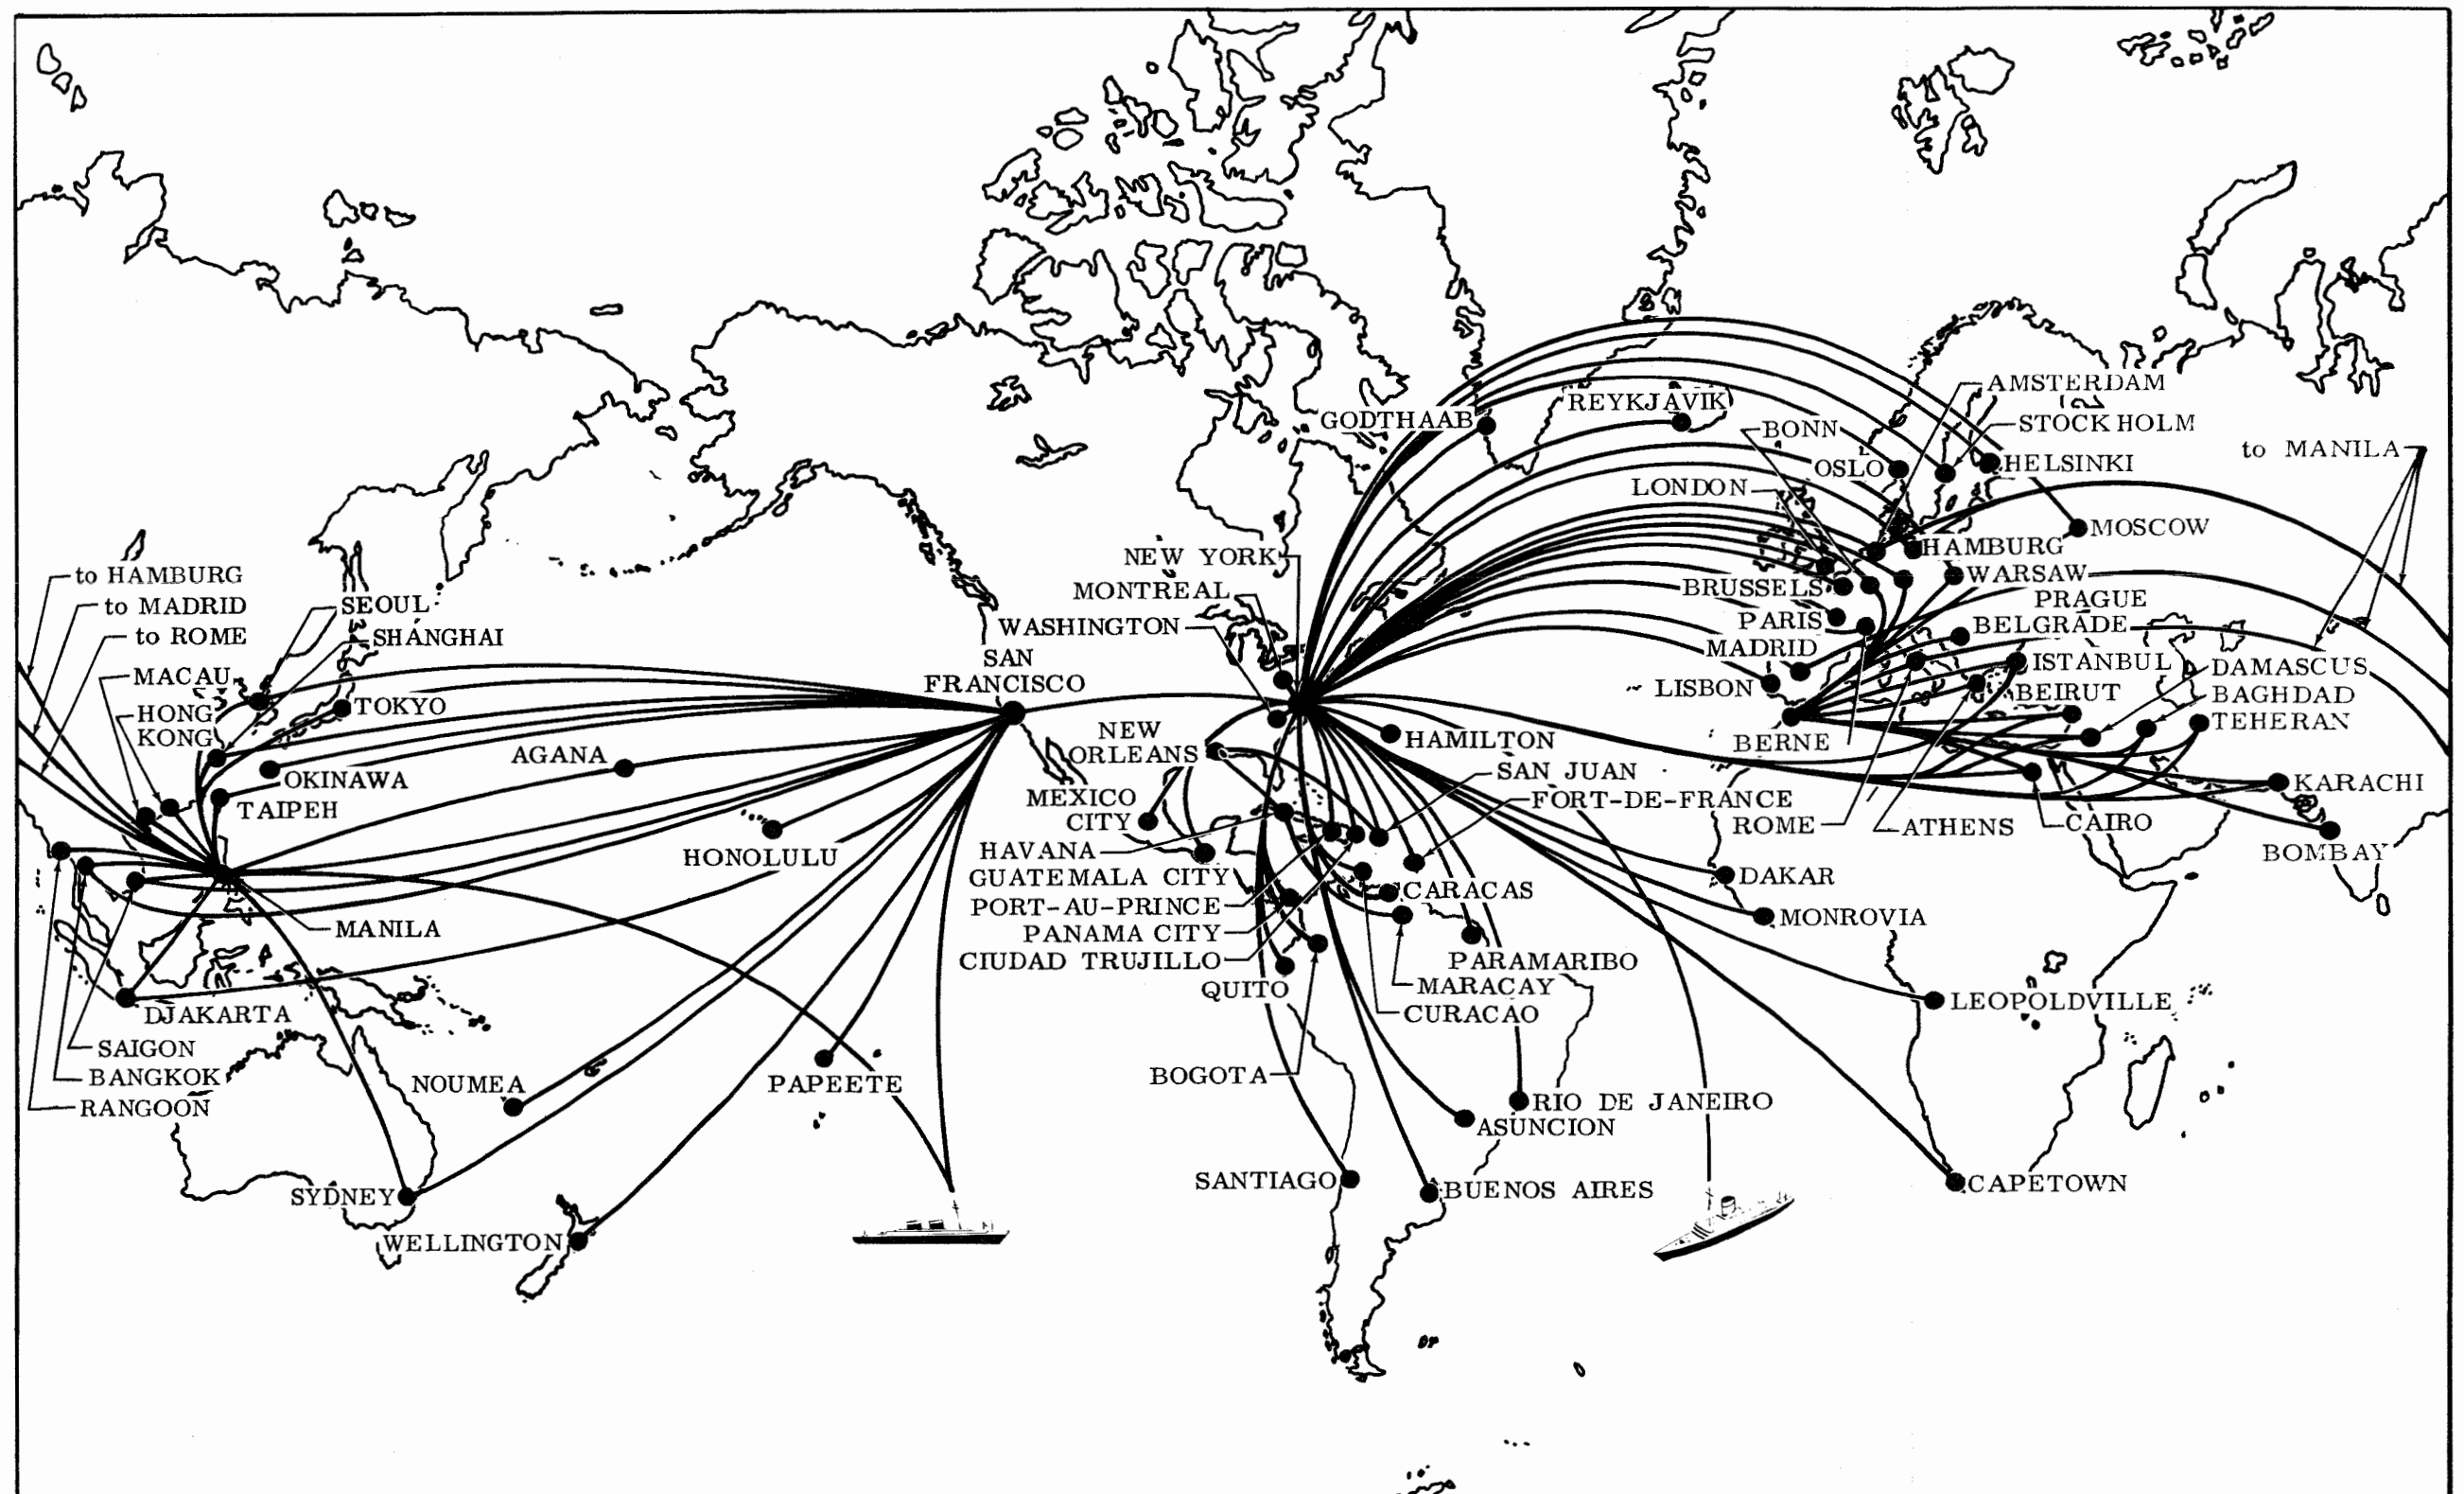 AMSTERDAM
REYKJAVIK
GODTHAAB
STOCKHOLM
BONN
to MANILA
OSLO
HELSINKI
LONDON
MOSCOW
NEW YORK
HAMBURG
to HAMBURG
WARSAW
MONTREAL
BRUSSELS
PRAGUE
to MADRID
SEOUL
PARIS
BELGRADE
WASHINGTON
to ROME
SHANGHAI
MADRID
SAN
FRANCISCO
ISTANBUL
DAMASCUS
MACAU
LISBON
BEIRUT
BAGHDAD
TOKYO
HONG
KONG
TEHERAN
NEW
ORLEANS
HAMILTON
BERNE
AGANA
SAN JUAN
OKINAWA
KARACHI
MEXICO
CITY
FORT-DE-FRANCE
TAIPEH
ROME
ATHENS
CAIRO
HAVANA
HONOLULU
BOMBAY
GUATEMALA CITY
DAKAR
CARACAS
PORT-AU-PRINCE
MONROVIA
MANILA
PANAMA CITY
CIUDAD TRUJILLO
PARAMARIBO
QUITO
MARACAY
LEOPOLDVILLE
DJAKARTA
CURACAO
SAIGON
BANGKOK
BOGOTA
NOUMEA
PAPEETE
RANGOON
RIO DE JANEIRO
ASUNCION
SANTIAGO
BUENOS AIRES
CAPETOWN
SYDNEY
WELLINGTON